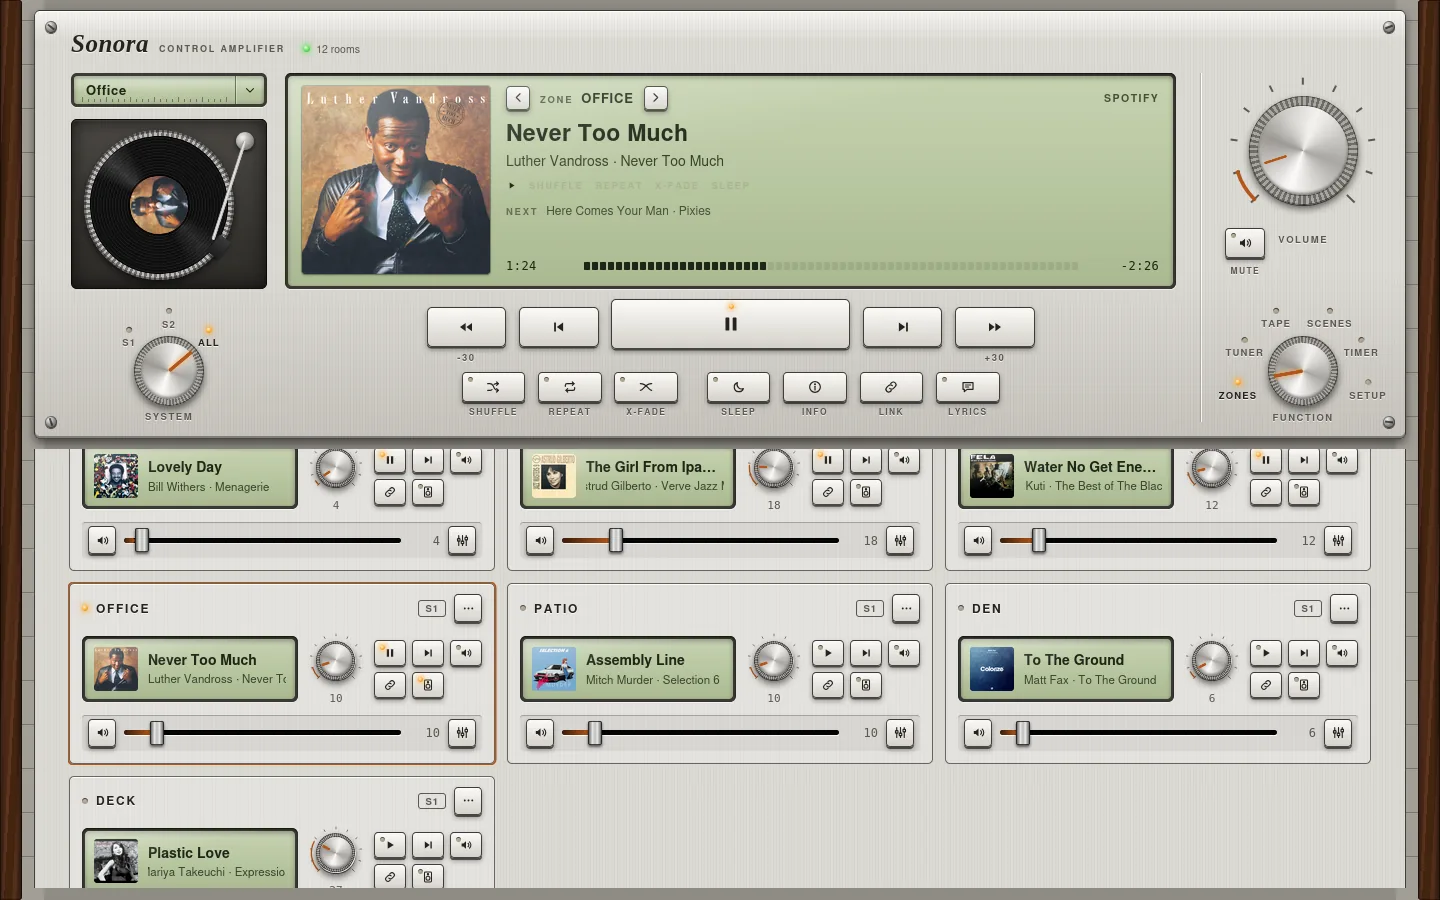 Sonora CONTROL AMPLIFIER 12 rooms
Office
Luther Vandross
ZONE OFFICE
SPOTIFY
Never Too Much
Luther Vandross · Never Too Much
SHUFFLE REPEAT X-FADE SLEEP
NEXT Here Comes Your Man · Pixies
1:24
-2:26
VOLUME
MUTE
S1
S2
ALL
SYSTEM
-30
+30
SHUFFLE
REPEAT
X-FADE
SLEEP
INFO
LINK
LYRICS
TAPE
SCENES
TUNER
TIMER
ZONES
SETUP
FUNCTION
Lovely Day
Bill Withers · Menagerie
4
4
The Girl From Ipa...
trud Gilberto · Verve Jazz
18
18
FELA
Water No Get Ene...
Kuti · The Best of The Blac
12
12
OFFICE
S1
Never Too Much
Luther Vandross · Never To
10
10
PATIO
S1
Assembly Line
Mitch Murder · Selection 6
10
10
DEN
S1
Colorize
To The Ground
Matt Fax · To The Ground
6
6
DECK
S1
Plastic Love
ariya Takeuchi · Expressio